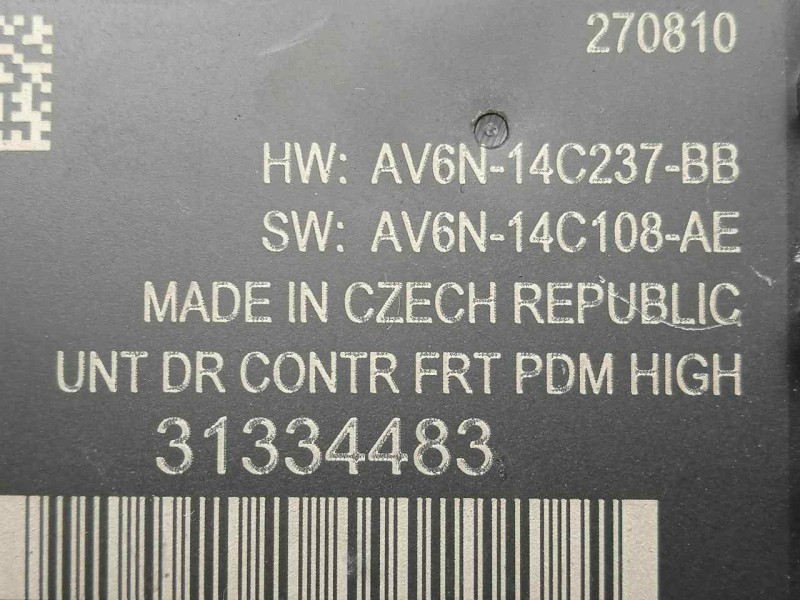 270810
HW: AV6N-14C237-BB
SW: AV6N-14C108-AE
MADE IN CZECH REPUBLIC
UNT DR CONTR FRT PDM HIGH
31334483